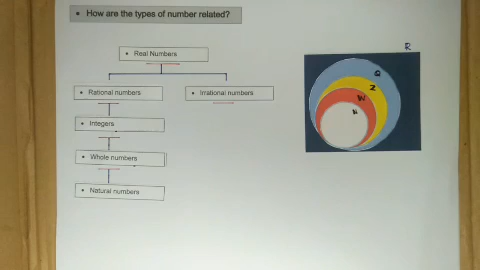 • How are the types of number related?
• Real Numbers
• Rational numbers
• Irrational numbers
• Integers
• Whole numbers
• Natural numbers
R
Q
Z
W
N